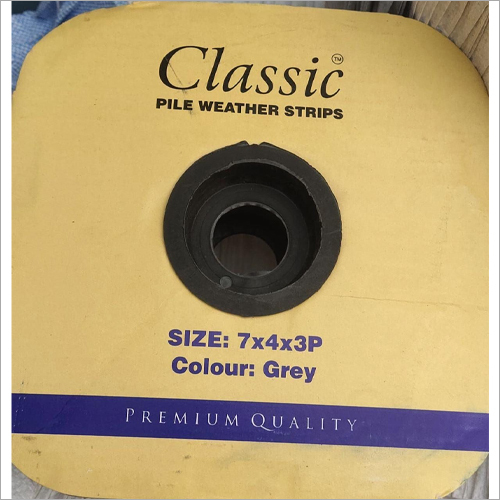 Classic™
PILE WEATHER STRIPS
SIZE: 7x4x3P
Colour: Grey
PREMIUM QUALITY